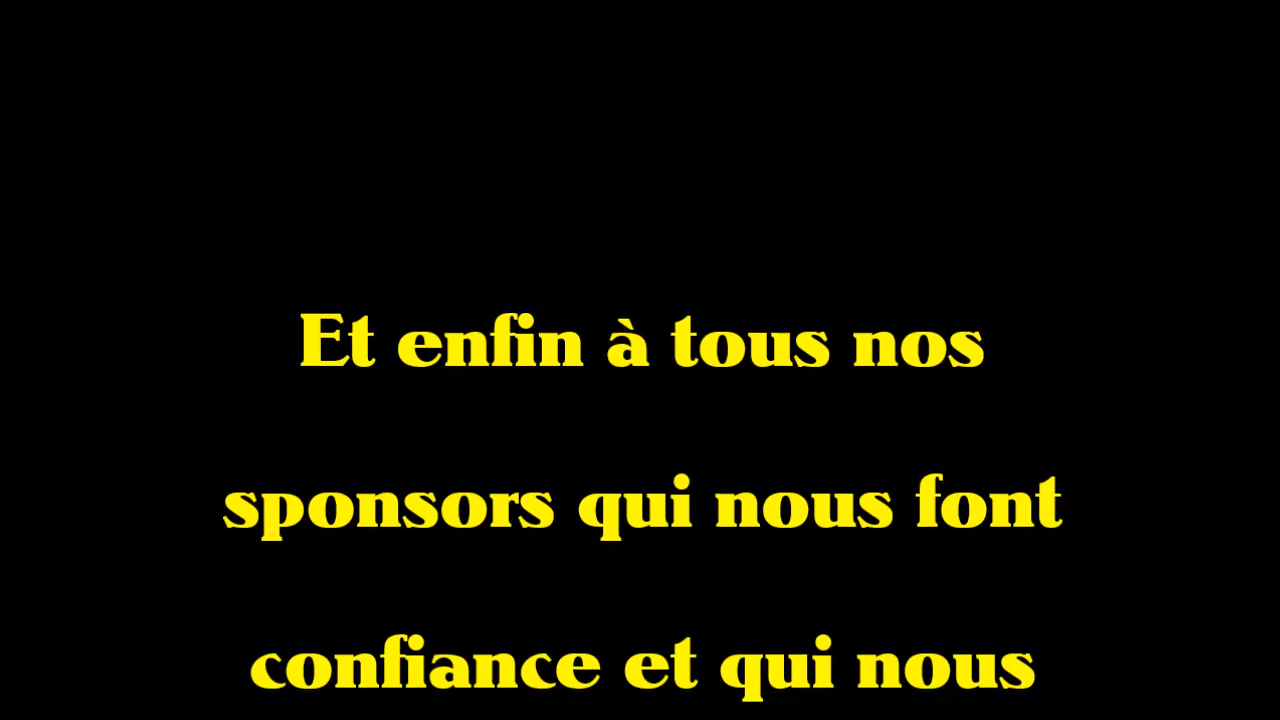 Et enfin à tous nos
sponsors qui nous font
confiance et qui nous